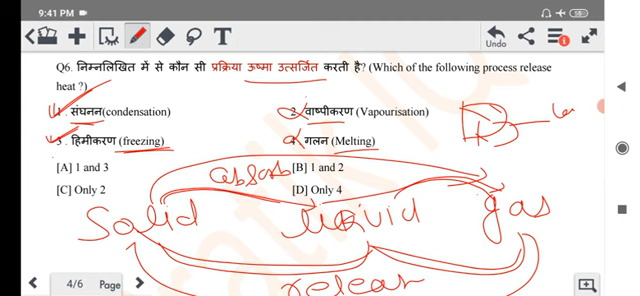 9:41 PM
59
Undo
Q6. निम्नलिखित में से कौन सी प्रक्रिया ऊष्मा उत्सर्जित करती है? (Which of the following process release
heat ?)
1. संघनन(condensation) 2. वाष्पीकरण (Vapourisation)
3. हिमीकरण (freezing) 4. गलन (Melting)
[A] 1 and 3 [B] 1 and 2
[C] Only 2 [D] Only 4
absorb
Solid liquid gas
4/6 Page
release